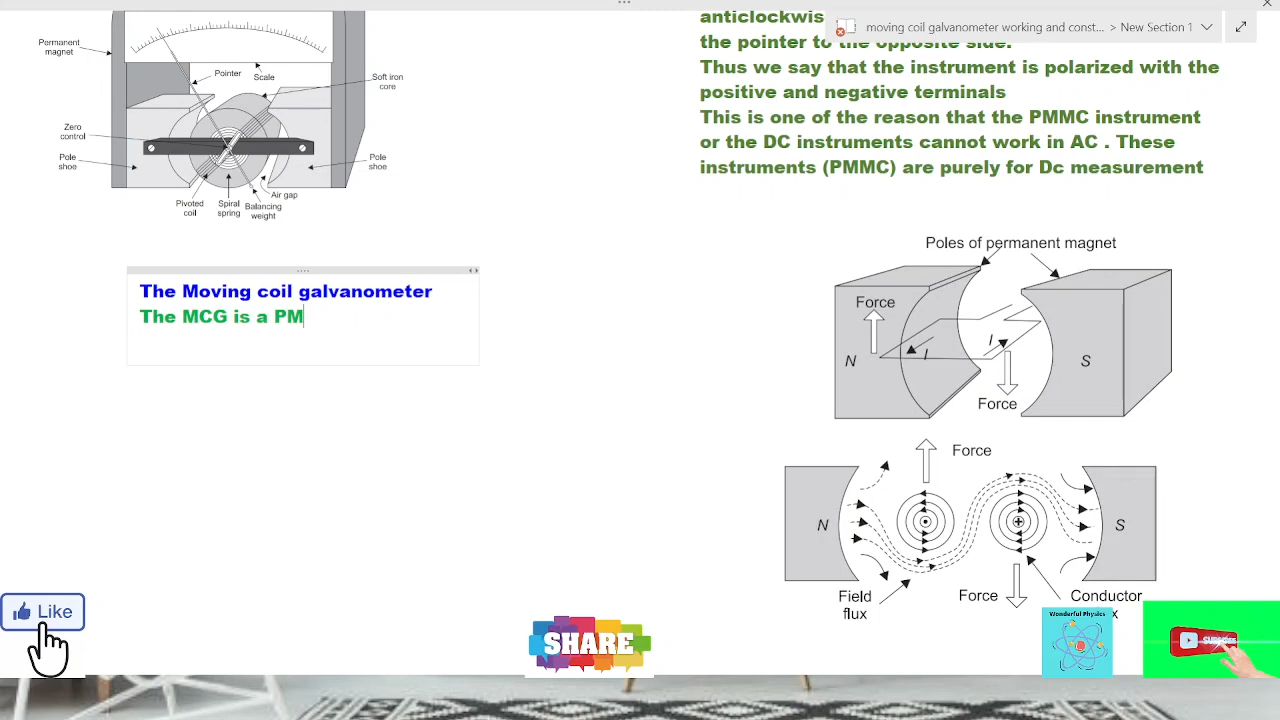 moving coil galvanometer working and const... > New Section 1
Permanent
magnet
Pointer
Scale
Soft iron
core
Zero
control
Pole
shoe
Pole
shoe
Pivoted
coil
Spiral
spring
Air gap
Balancing
weight
The Moving coil galvanometer
The MCG is a PM
anticlockwis
the pointer to the opposite side.
Thus we say that the instrument is polarized with the
positive and negative terminals
This is one of the reason that the PMMC instrument
or the DC instruments cannot work in AC . These
instruments (PMMC) are purely for Dc measurement
Poles of permanent magnet
Force
I
I
N
S
Force
Force
N
S
Field
flux
Force
Conductor
x
Like
SHARE
Wonderful Physics